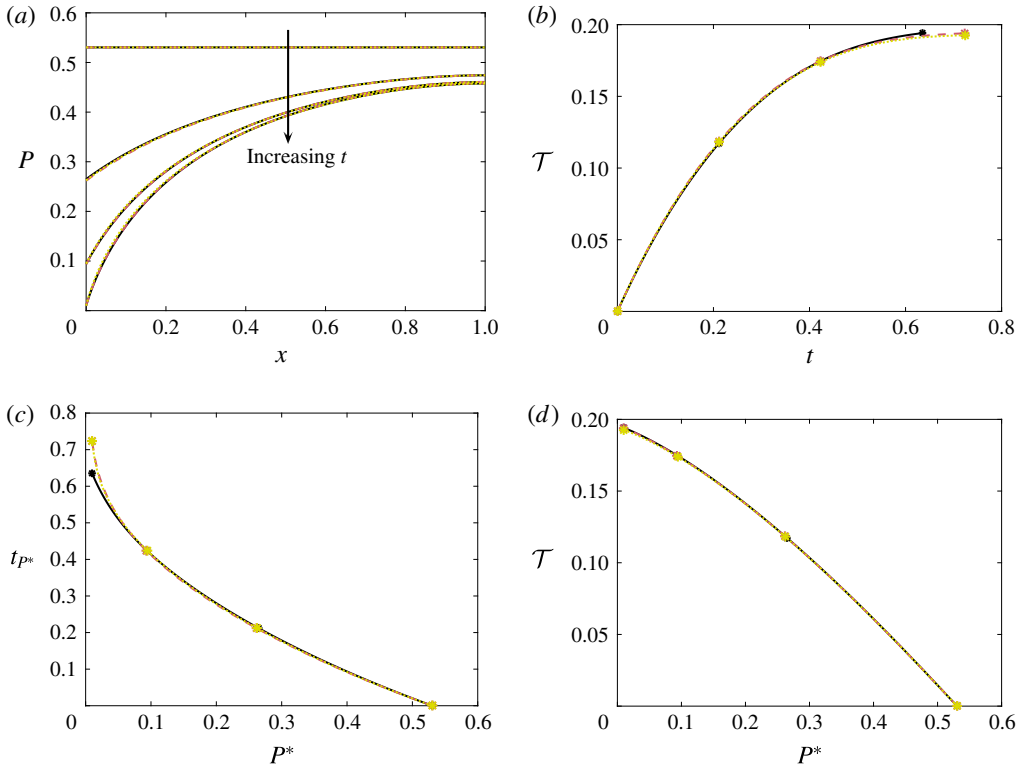 (a)
0.6
0.5
0.4
P 0.3
0.2
0.1
0 0.2 0.4 0.6 0.8 1.0
x
Increasing t
(b)
0.20
0.15
𝒯 0.10
0.05
0 0.2 0.4 0.6 0.8
t
(c)
0.8
0.7
0.6
0.5
t_{P*} 0.4
0.3
0.2
0.1
0 0.1 0.2 0.3 0.4 0.5 0.6
P*
(d)
0.20
0.15
𝒯 0.10
0.05
0 0.1 0.2 0.3 0.4 0.5 0.6
P*